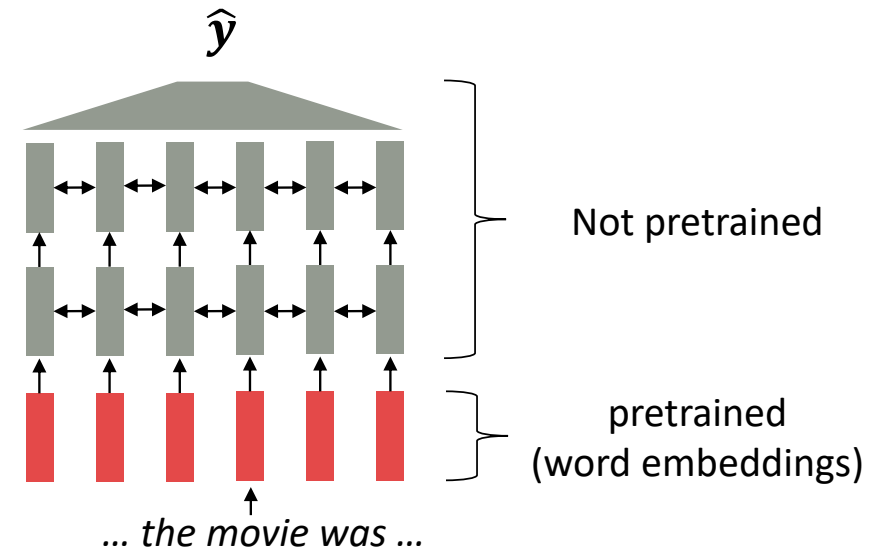 ŷ
Not pretrained
pretrained
(word embeddings)
... the movie was ...